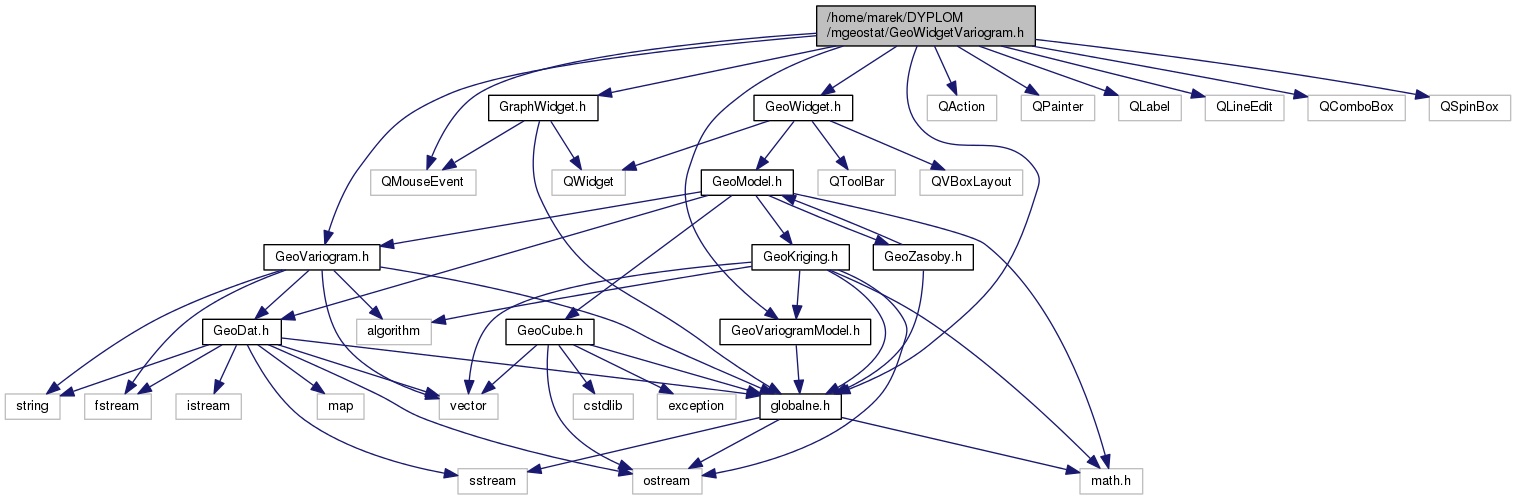 /home/marek/DYPLOM
/mgeostat/GeoWidgetVariogram.h
GraphWidget.h
GeoWidget.h
QAction
QPainter
QLabel
QLineEdit
QComboBox
QSpinBox
QMouseEvent
QWidget
GeoModel.h
QToolBar
QVBoxLayout
GeoVariogram.h
GeoKriging.h
GeoZasoby.h
GeoDat.h
algorithm
GeoCube.h
GeoVariogramModel.h
string
fstream
istream
map
vector
cstdlib
exception
globalne.h
sstream
ostream
math.h